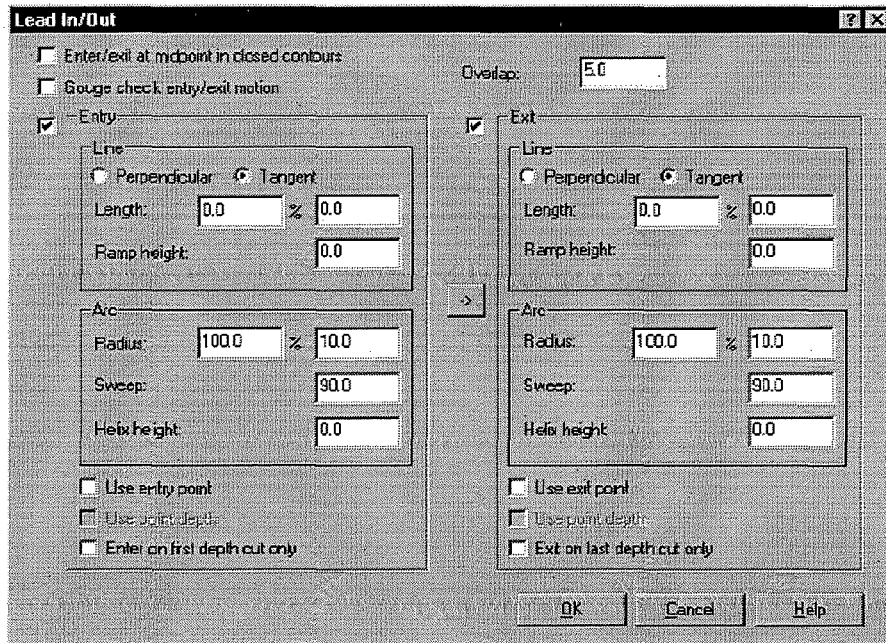 Lead In/Out
Enter/exit at midpoint in closed contours
Gouge check entry/exit motion
Overlap: 5.0
Entry
Line
Perpendicular Tangent
Length: 0.0 % 0.0
Ramp height: 0.0
Arc
Radius: 100.0 % 10.0
Sweep: 90.0
Helix height: 0.0
Use entry point
Use point depth
Enter on first depth cut only
->
Exit
Line
Perpendicular Tangent
Length: 0.0 % 0.0
Ramp height: 0.0
Arc
Radius: 100.0 % 10.0
Sweep: 90.0
Helix height: 0.0
Use exit point
Use point depth
Exit on last depth cut only
OK Cancel Help